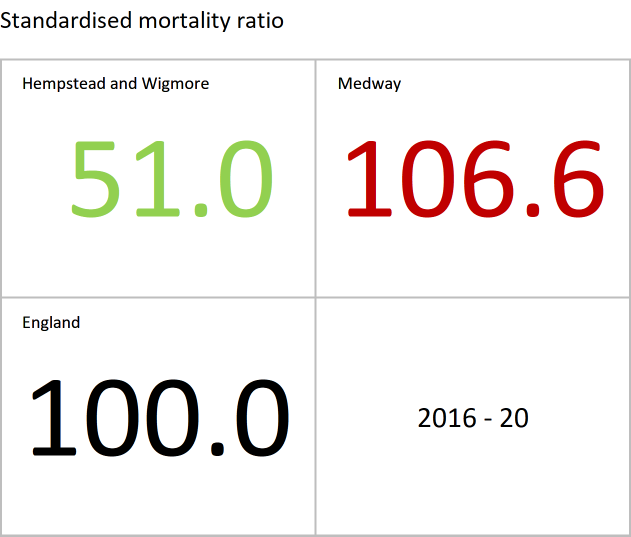 Standardised mortality ratio
Hempstead and Wigmore
51.0
Medway
106.6
England
100.0
2016 - 20